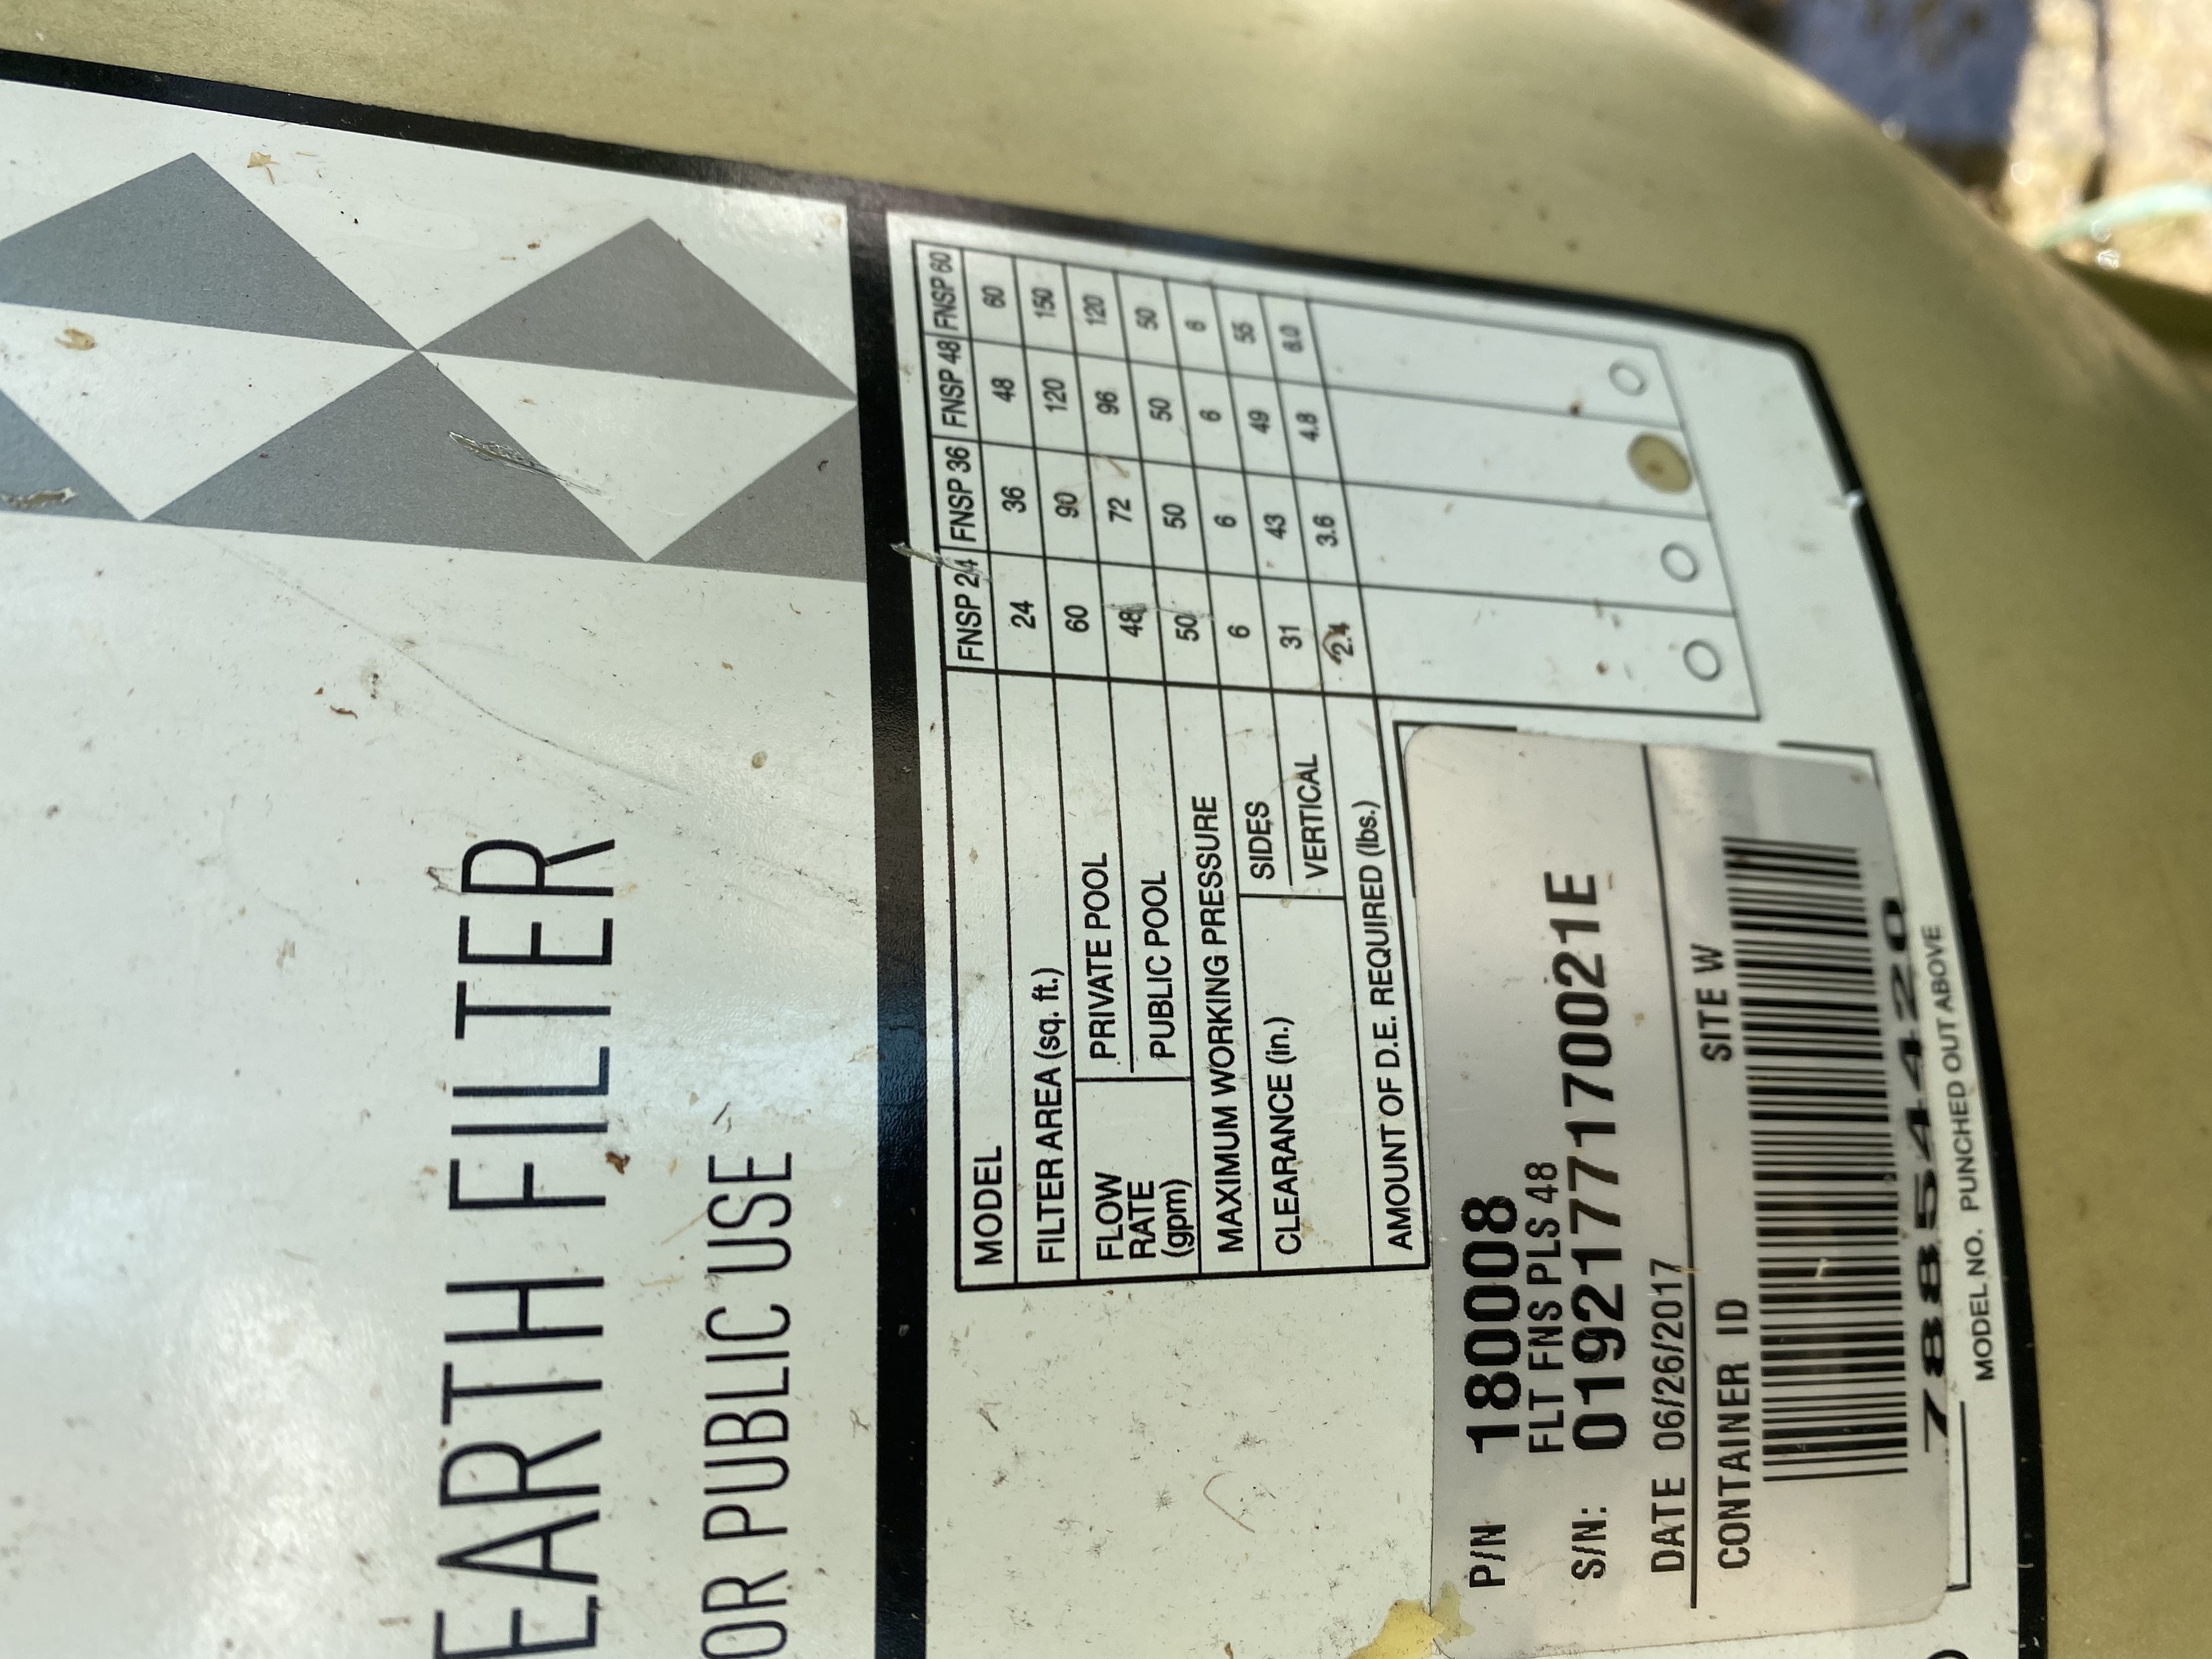 EARTH FILTER
OR PUBLIC USE
MODEL FNSP 24 FNSP 36 FNSP 48 FNSP 60
FILTER AREA (sq. ft.) 24 36 48 60
FLOW RATE (gpm) PRIVATE POOL 60 90 120 150
PUBLIC POOL 48 72 96 120
MAXIMUM WORKING PRESSURE 50 50 50 50
CLEARANCE (in.) SIDES 6 6 6 6
VERTICAL 31 43 49 55
AMOUNT OF D.E. REQUIRED (lbs.) 2.4 3.6 4.8 6.0
P/N 180008
FLT FNS PLS 48
S/N: 0192177170021E
DATE 06/26/2017
CONTAINER ID SITE W
788544420
MODEL NO. PUNCHED OUT ABOVE